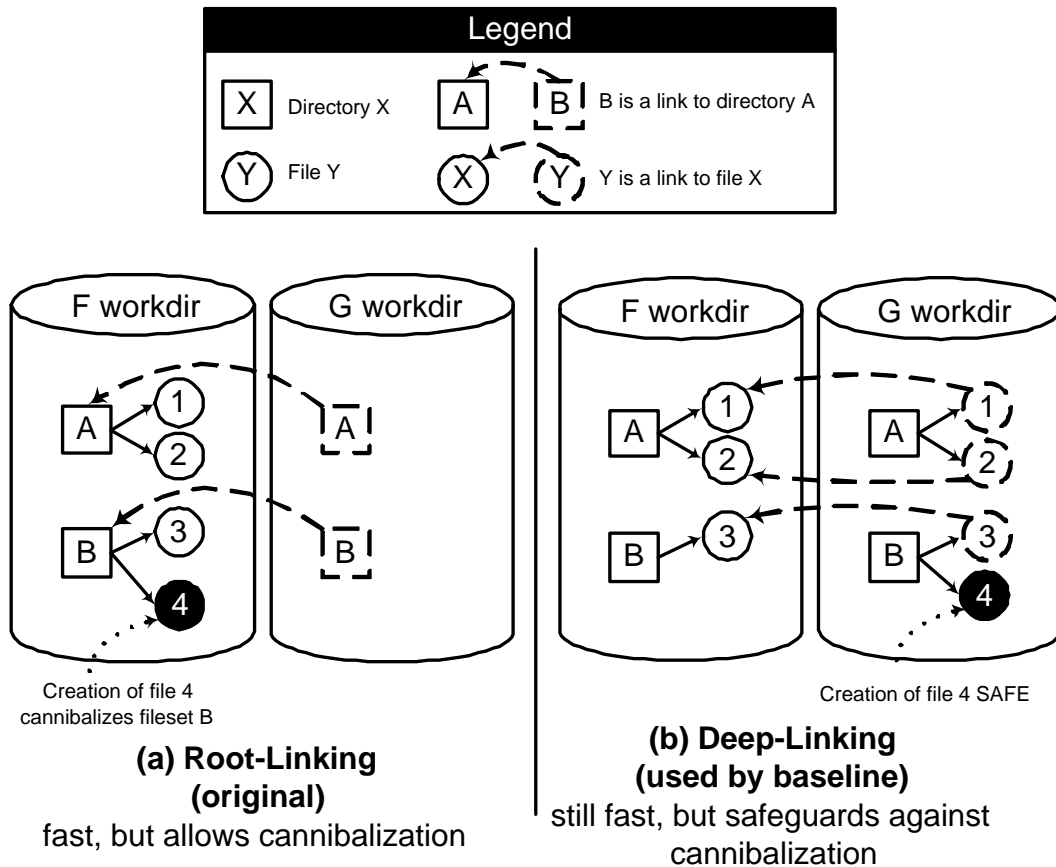 Legend
X Directory X A B B is a link to directory A
Y File Y X Y Y is a link to file X
F workdir G workdir
A 1 2 A
B 3 4 B
Creation of file 4
cannibalizes fileset B
(a) Root-Linking
(original)
fast, but allows cannibalization
F workdir G workdir
A 1 2 A 1 2
B 3 B 3 4
Creation of file 4 SAFE
(b) Deep-Linking
(used by baseline)
still fast, but safeguards against
cannibalization